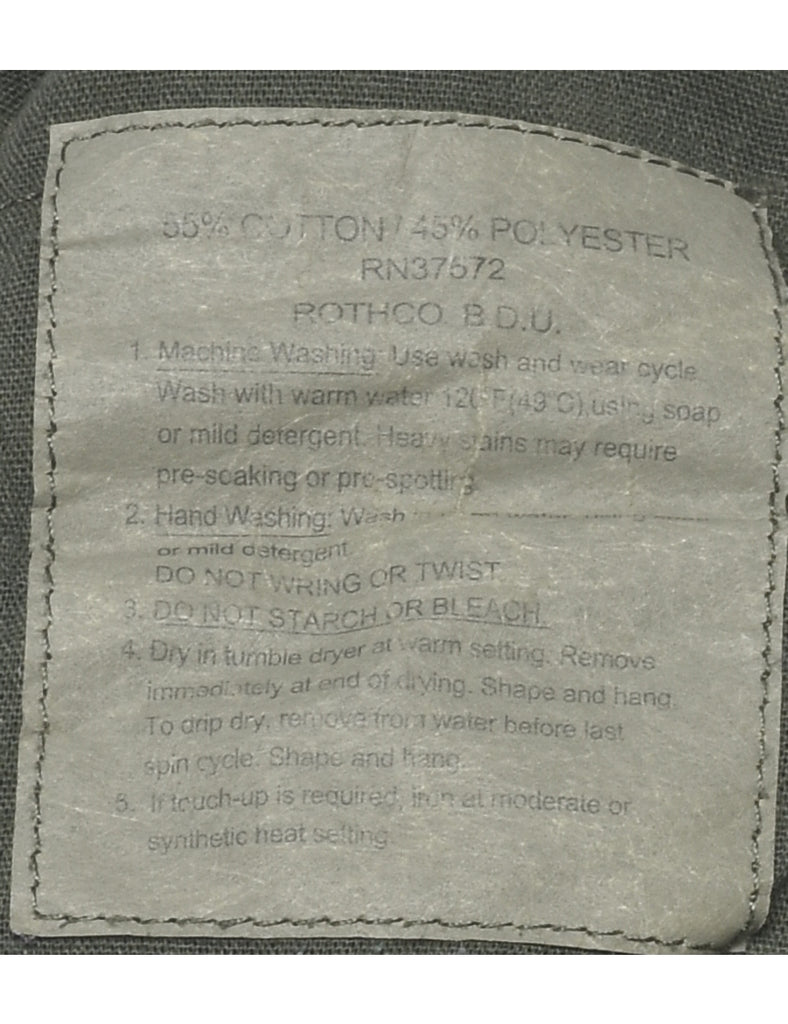 55% COTTON / 45% POLYESTER
RN37572
ROTHCO B.D.U.
1. Machine Washing: Use wash and wear cycle.
Wash with warm water 120°F(49°C),using soap
or mild detergent. Heavy stains may require
pre-soaking or pre-spotting.
2. Hand Washing: Wash
or mild detergent.
DO NOT WRING OR TWIST.
3. DO NOT STARCH OR BLEACH.
4. Dry in tumble dryer at warm setting. Remove
immediately at end of drying. Shape and hang.
To drip dry, remove from water before last
spin cycle. Shape and hang.
5. If touch-up is required, iron at moderate or
synthetic heat setting.